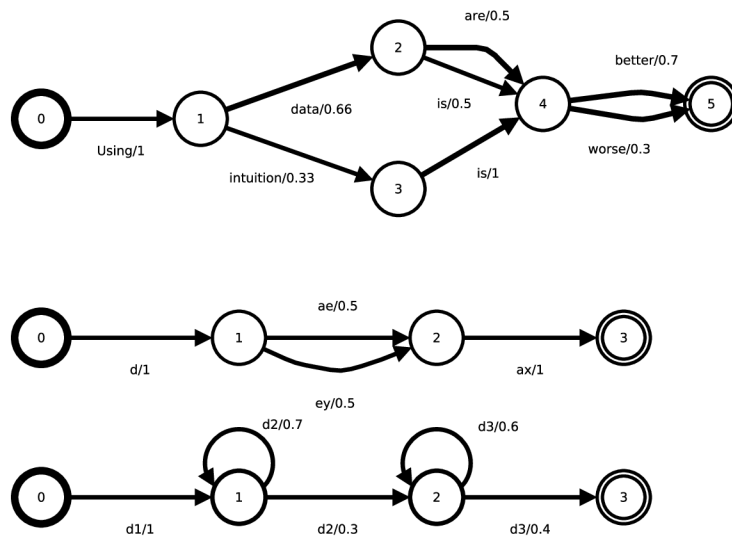 are/0.5
2
better/0.7
0
1
data/0.66
is/0.5
4
5
Using/1
worse/0.3
intuition/0.33
3
is/1
ae/0.5
0
1
2
3
d/1
ax/1
ey/0.5
d2/0.7
d3/0.6
0
1
2
3
d1/1
d2/0.3
d3/0.4